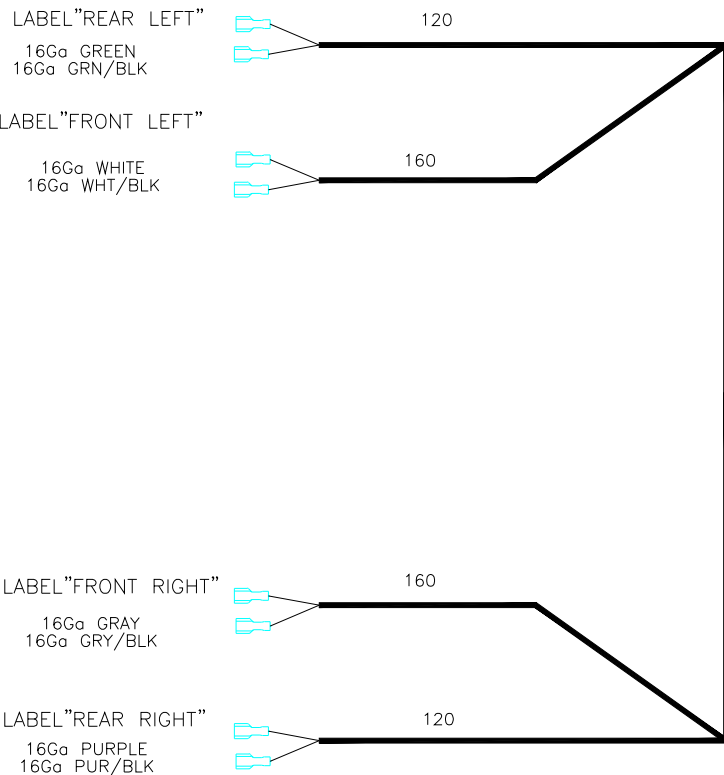 LABEL"REAR LEFT"
120
16Ga GREEN
16Ga GRN/BLK
LABEL"FRONT LEFT"
160
16Ga WHITE
16Ga WHT/BLK
160
LABEL"FRONT RIGHT"
16Ga GRAY
16Ga GRY/BLK
LABEL"REAR RIGHT"
120
16Ga PURPLE
16Ga PUR/BLK